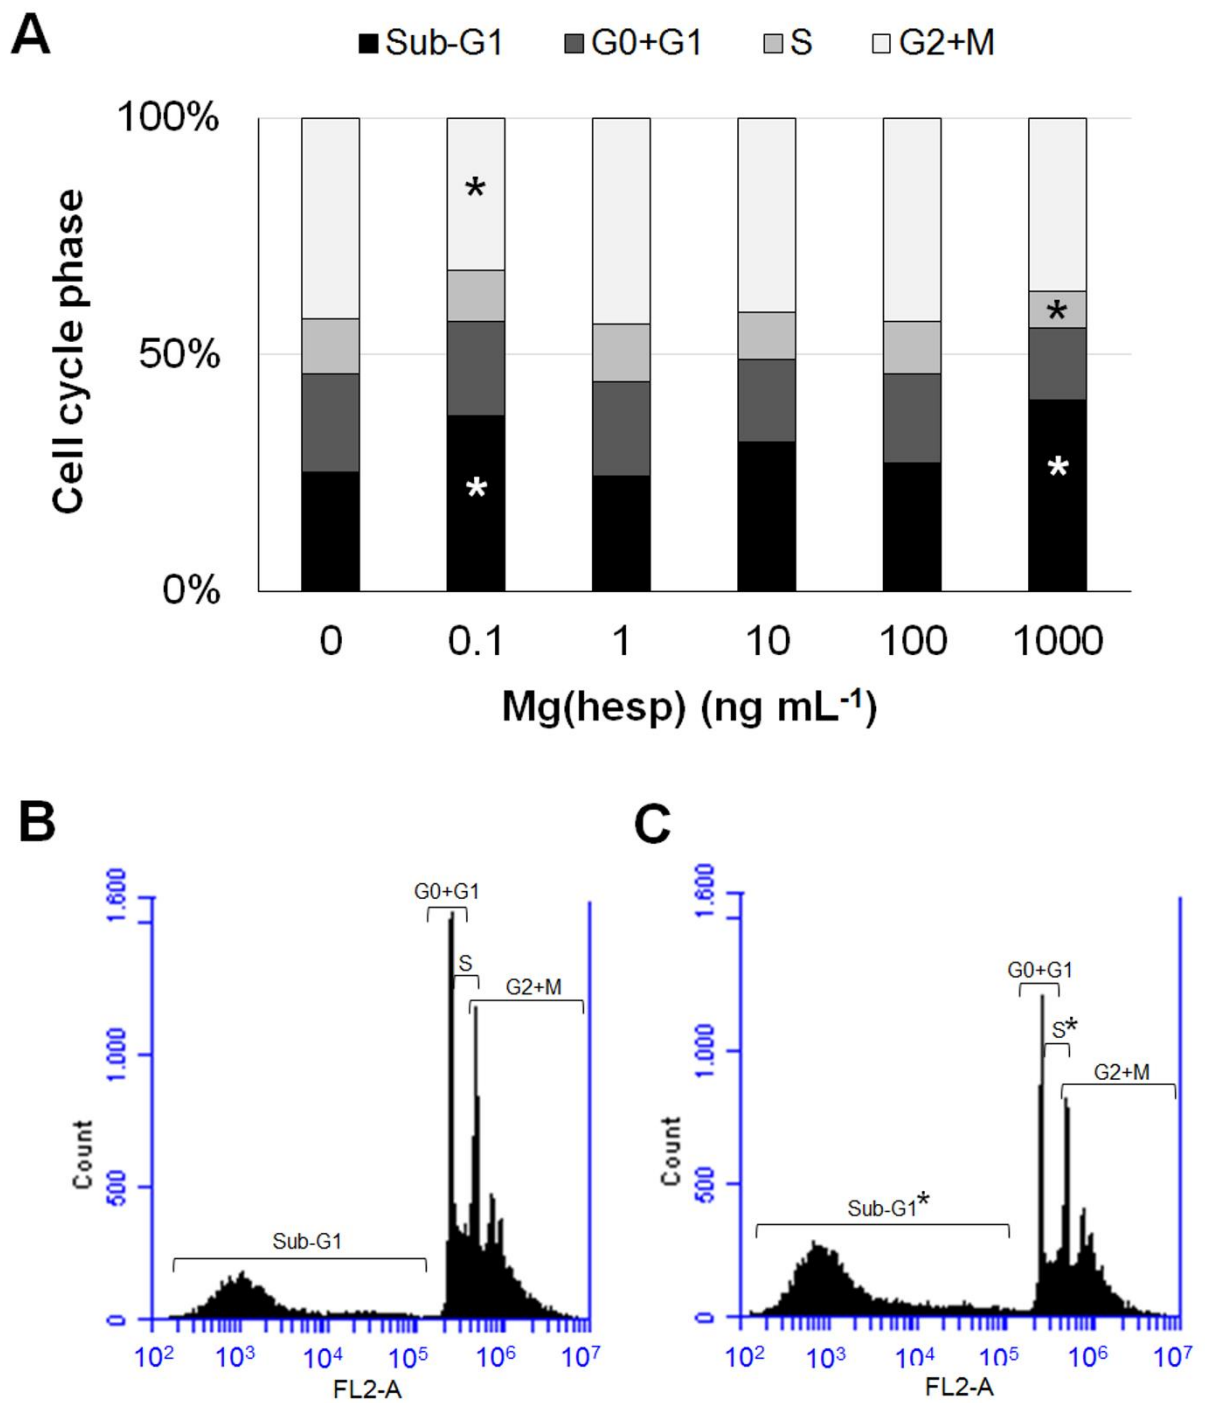 A
Sub-G1 G0+G1 S G2+M
100%
50%
0%
Cell cycle phase
*
*
*
*
0 0.1 1 10 100 1000
Mg(hesp) (ng mL⁻¹)
B
1.600
1.000
500
0
Count
G0+G1
S
G2+M
Sub-G1
10² 10³ 10⁴ 10⁵ 10⁶ 10⁷
FL2-A
C
1.600
1.000
500
0
Count
G0+G1
S*
G2+M
Sub-G1*
10² 10³ 10⁴ 10⁵ 10⁶ 10⁷
FL2-A